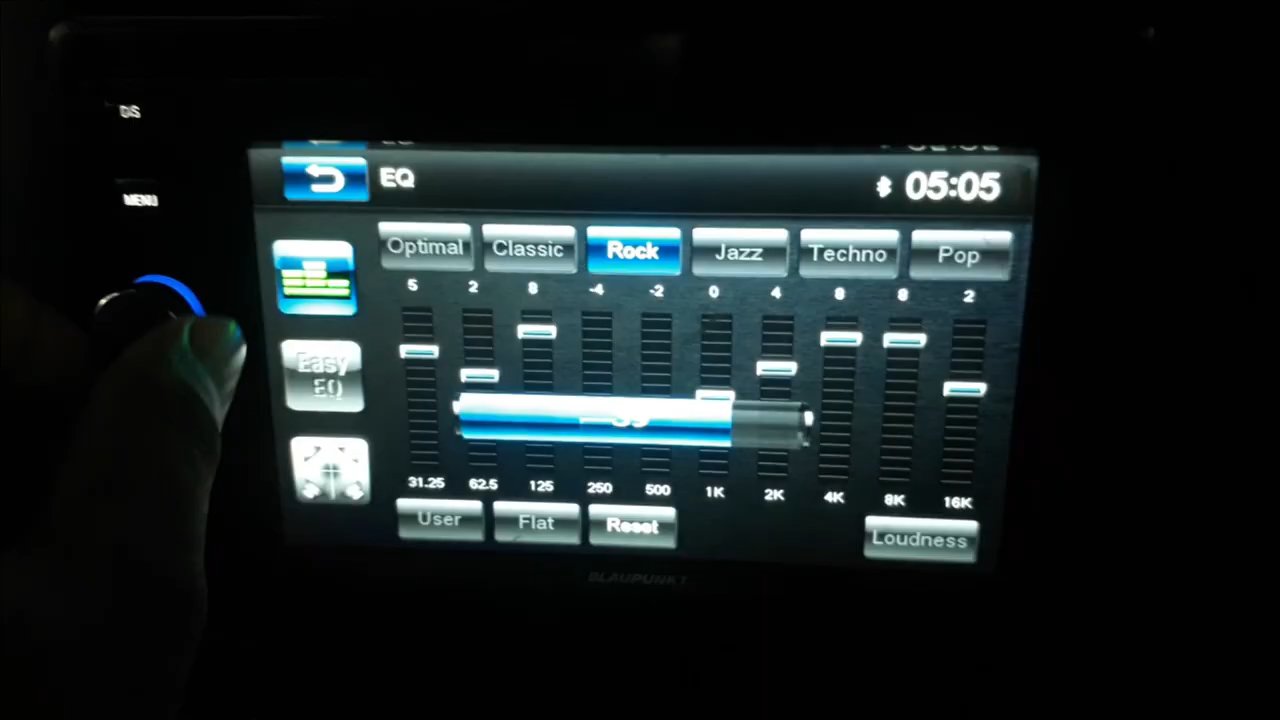 DIS
MENU
EQ 05:05
Optimal Classic Rock Jazz Techno Pop
5 2 8 -4 -2 0 4 8 8 2
Easy
EQ
31.25 62.5 125 250 500 1K 2K 4K 8K 16K
User Flat Reset Loudness
BLAUPUNKT